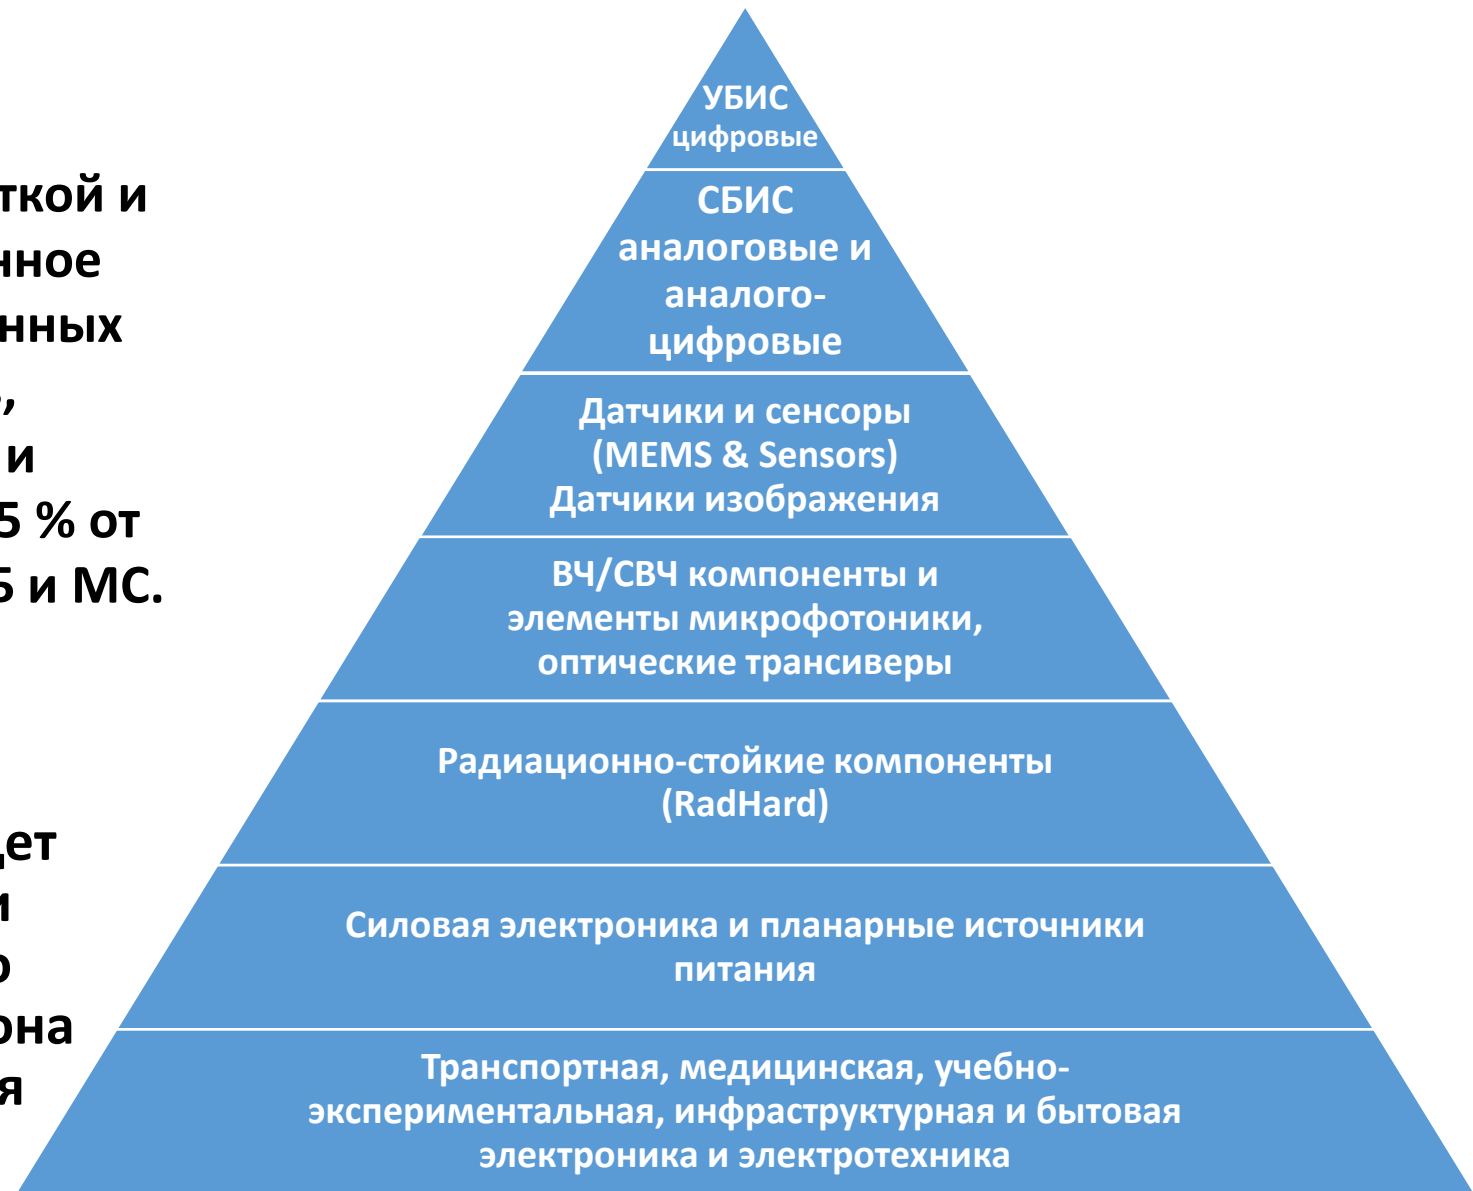 ткой и
нное
нных
,
и
5 % от
Б и МС.
дет
и
о
она
я
УБИС
цифровые
СБИС
аналоговые и
аналого-
цифровые
Датчики и сенсоры
(MEMS & Sensors)
Датчики изображения
ВЧ/СВЧ компоненты и
элементы микрофотоники,
оптические трансиверы
Радиационно-стойкие компоненты
(RadHard)
Силовая электроника и планарные источники
питания
Транспортная, медицинская, учебно-
экспериментальная, инфраструктурная и бытовая
электроника и электротехника